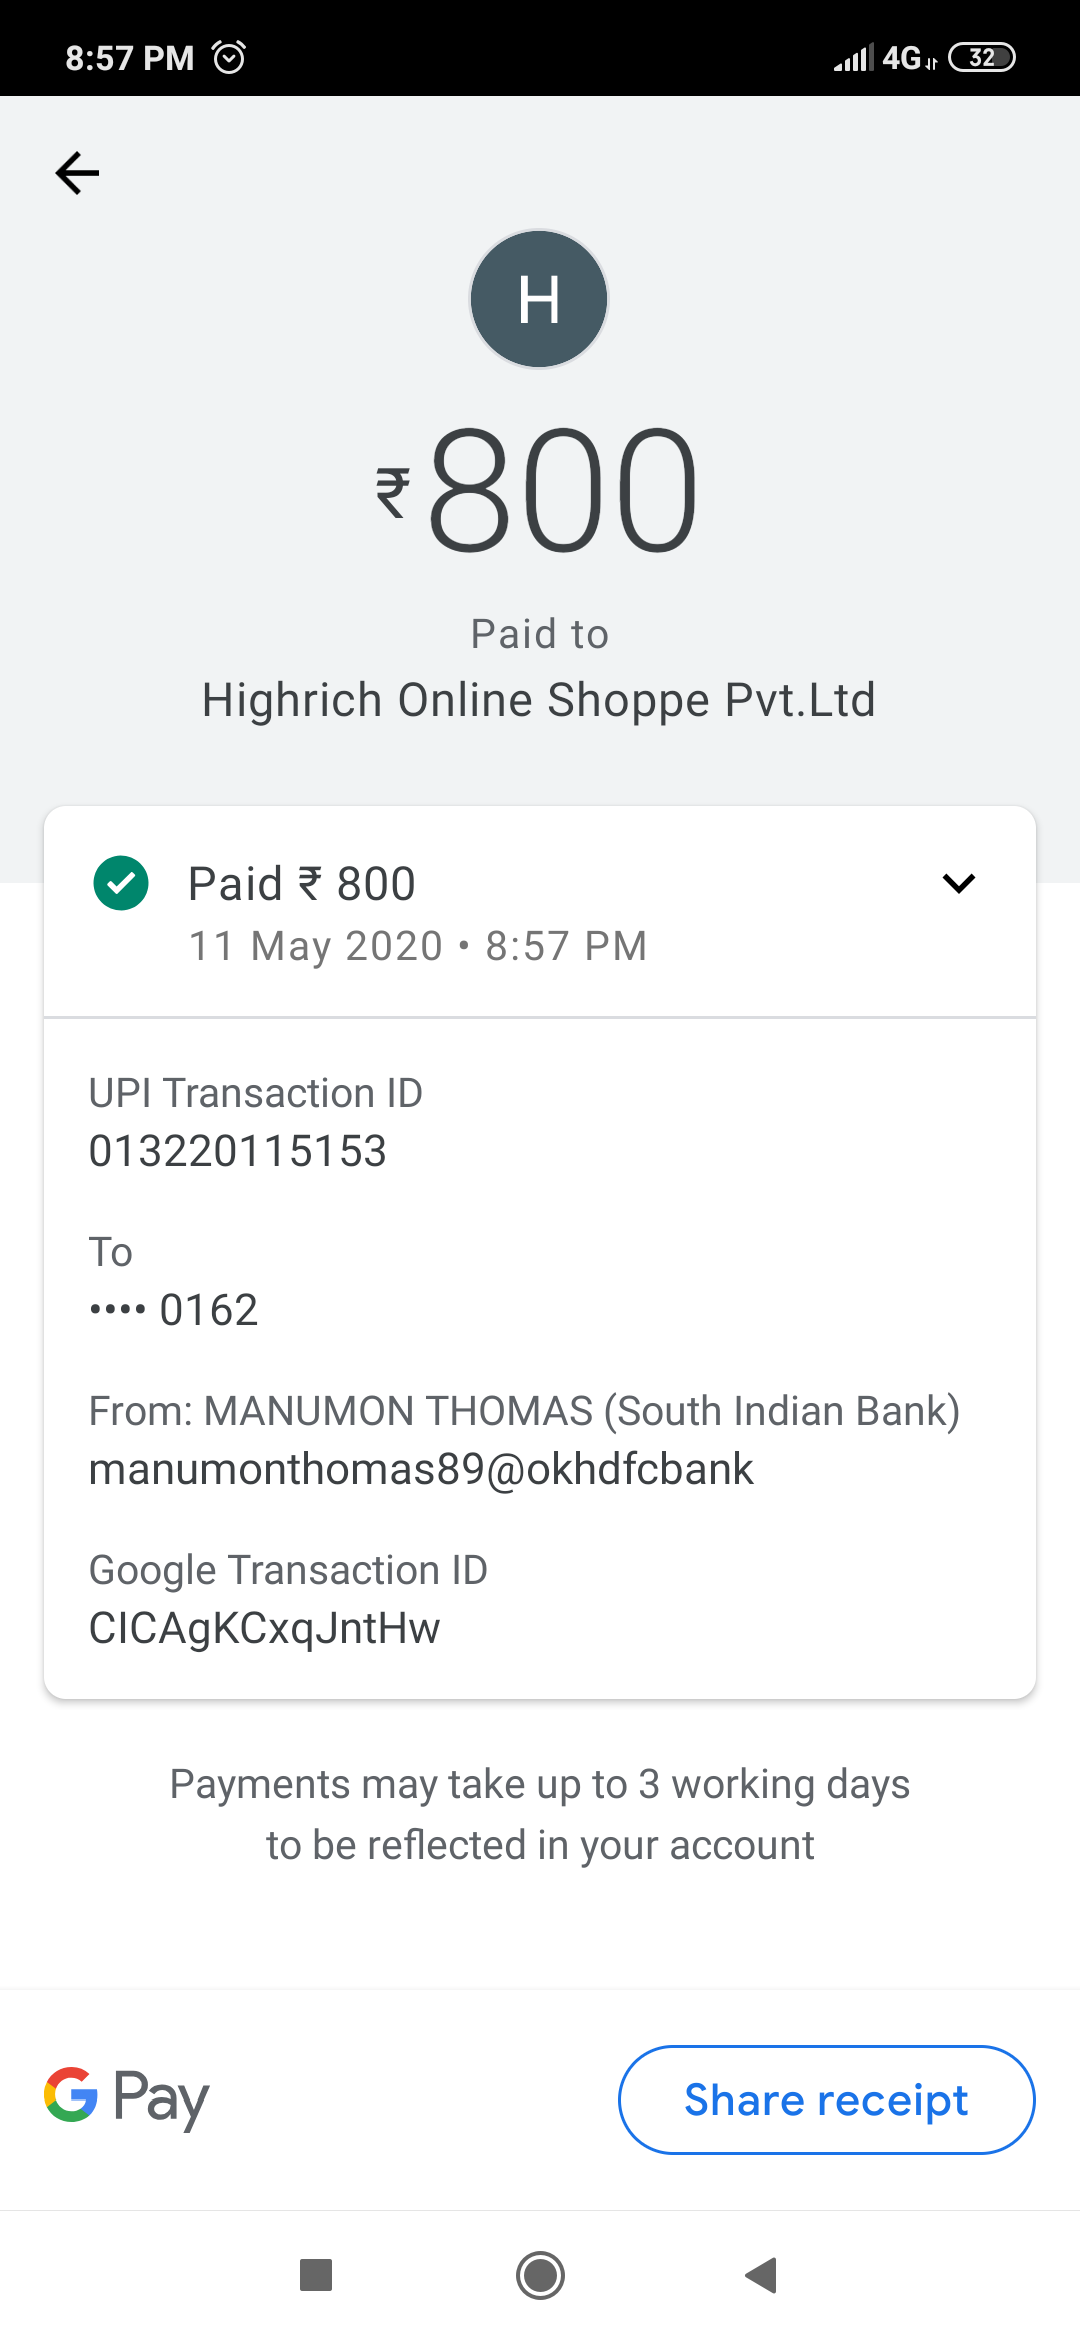 8:57 PM
4G 32
H
₹800
Paid to
Highrich Online Shoppe Pvt.Ltd
Paid ₹ 800
11 May 2020 • 8:57 PM
UPI Transaction ID
013220115153
To
•••• 0162
From: MANUMON THOMAS (South Indian Bank)
manumonthomas89@okhdfcbank
Google Transaction ID
CICAgKCxqJntHw
Payments may take up to 3 working days
to be reflected in your account
G Pay
Share receipt